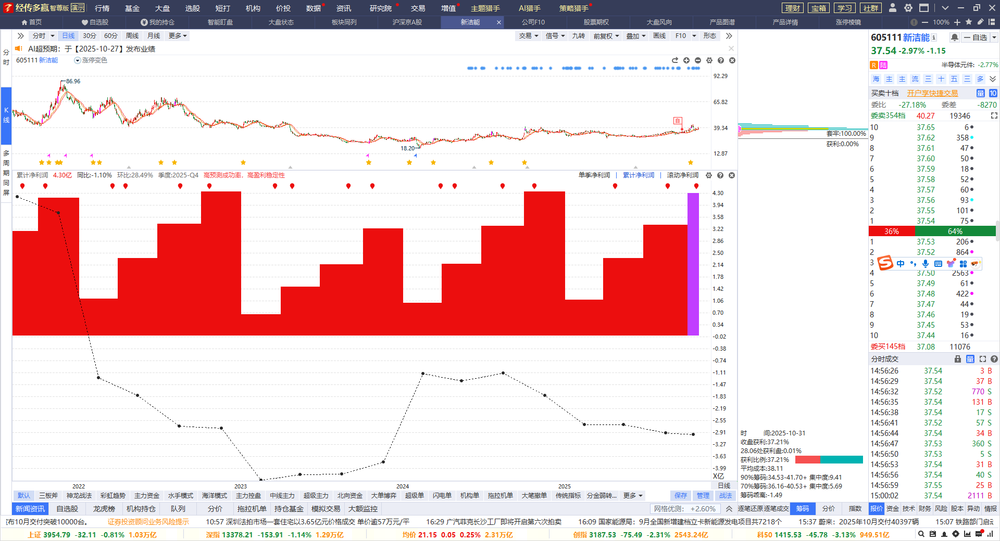 经传多赢 智尊版 演示 行情 基金 大盘 选股 短打 机构 价投 数据 资讯 研究院 交易 增值 主题猎手 AI猎手 策略猎手 理财 宝箱 学习 社群
首页 自选股 我的持仓 智能盯盘 大盘状态 板块同列 沪深京A股 新洁能 公司F10 股票期权 大盘风向 产品图谱 产品详情 涨停棱镜 100%
分时 日线 30分 60分 周线 月线 更多 交易 信号 九转 前复权 叠加 画线 F10 形态
AI超预期：于【2025-10-27】发布业绩
605111 新洁能 涨停变色
分时
K线
多周期同屏
86.96
18.20
自
92.29
65.82
39.34
12.87
累计净利润 4.30亿 同比:-1.10% 环比:28.49% 季度:2025-Q4 高预测成功率，高盈利稳定性 单季净利润 | 累计净利润 | 滚动净利润
4.30
3.94
3.58
3.22
2.86
2.50
2.14
1.78
1.42
1.06
0.70
0.34
-0.02
-0.38
-0.74
-1.11
-1.47
-1.83
-2.19
-2.55
-2.91
-3.27
-3.63
-3.99
X亿
2022 2023 2024 2025 日线
默认 三板斧 神龙战法 彩虹趋势 主力资金 水手模式 海洋模式 主力控盘 中线主力 超级主力 北向资金 大单博弈 超级单 闪电单 机构单 拖拉机单 大笔撤单 传统指标 分金弱转... 更多 保存 管理 战法
新闻资讯 自选股 龙虎榜 机构持仓 队列 分价 拖拉机单 持仓基金 模拟交易 大额监控 网格优测: +2.60%
套牢:100.00%
获利:0.00%
时 间:2025-10-31
收盘获利:37.21%
28.06处获利盘:0.01%
获利比例:37.21%
平均成本:38.11
90%筹码:34.53-41.70+ 集中度:9.41
70%筹码:36.16-40.53+ 集中度:5.69
筹码乖离:-1.49
逐笔还原 逐笔成交 筹码 分价 指数 报价 资金 技术 财务 风险 股本 异动 情报
605111 新洁能 自选
37.54 -2.97% -1.15
R 陆 半导体元件: -2.77%
海 主 主 流 三 十 五 三 多
买卖十档 开户享快捷交易 量 10
委比 -27.18% 委差 -8270
委卖354档 40.27 19346
10 37.65 6
9 37.62 358
8 37.61 47
7 37.60 50
6 37.59 18
5 37.58 52
4 37.57 60
3 37.56 93
2 37.55 101
1 37.54 75
36% 64%
1 37.53 206
2 37.52 864
3
中
4 37.50 2563
5 37.49 61
6 37.48 422
7 37.47 44
8 37.46 19
9 37.45 53
10 37.44 16
委买145档 37.08 11076
分时成交 量
14:56:26 37.54 3 B
14:56:29 37.54 37 B
14:56:32 37.52 770 S
14:56:35 37.54 131 B
14:56:38 37.54 17 S
14:56:41 37.52 57 S
14:56:44 37.54 34 B
14:56:47 37.53 360 S
14:56:50 37.53 5 S
14:56:53 37.54 31 B
14:56:56 37.54 40 S
14:56:59 37.55 25 B
15:00:02 37.54 2111 B
布10月交付突破10000台。 证券投资顾问业务风险提示 10:57 深圳法拍市场一套住宅以3.65亿元价格成交 单价逾57万元/平 16:29 广汽菲克长沙工厂即将开启第六次拍卖 16:09 国家能源局：9月全国新增建档立卡新能源发电项目共7218个 15:37 蔚来：2025年10月交付40397辆 15:07 铁路部门启动
上证 3954.79 -32.11 -0.81% 1.03万亿 深指 13378.21 -153.91 -1.14% 1.29万亿 均价 21.15 0.05 0.25% 2.31万亿 创指 3187.53 -75.49 -2.31% 2543.24亿 科50 1415.53 -45.78 -3.13% 949.51亿